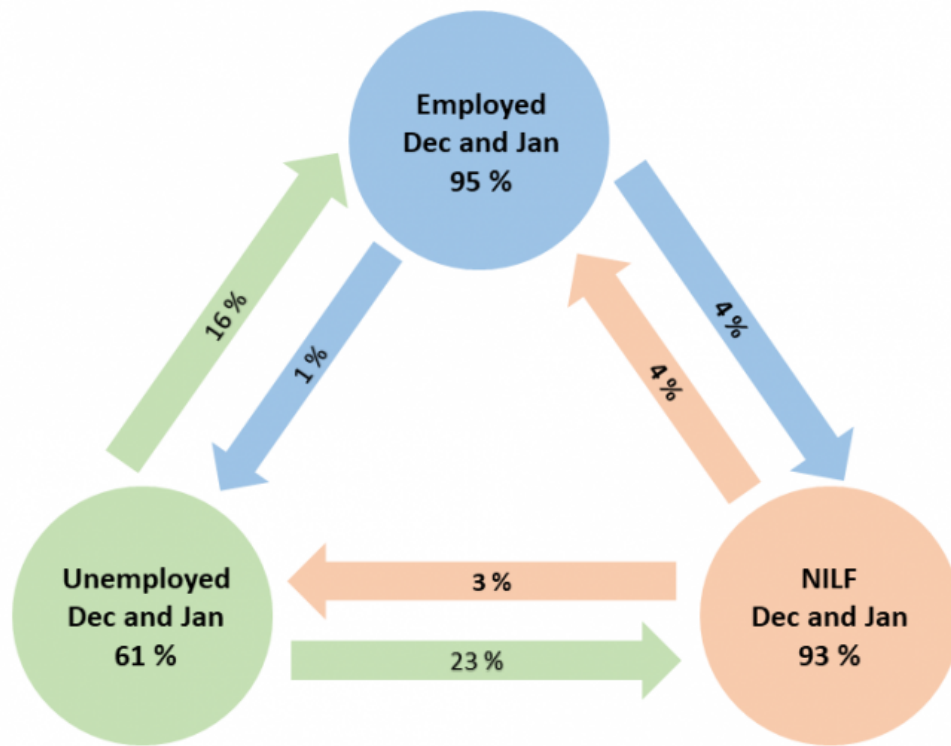 Employed
Dec and Jan
95 %
16 %
1 %
4 %
4 %
Unemployed
Dec and Jan
61 %
3 %
23 %
NILF
Dec and Jan
93 %